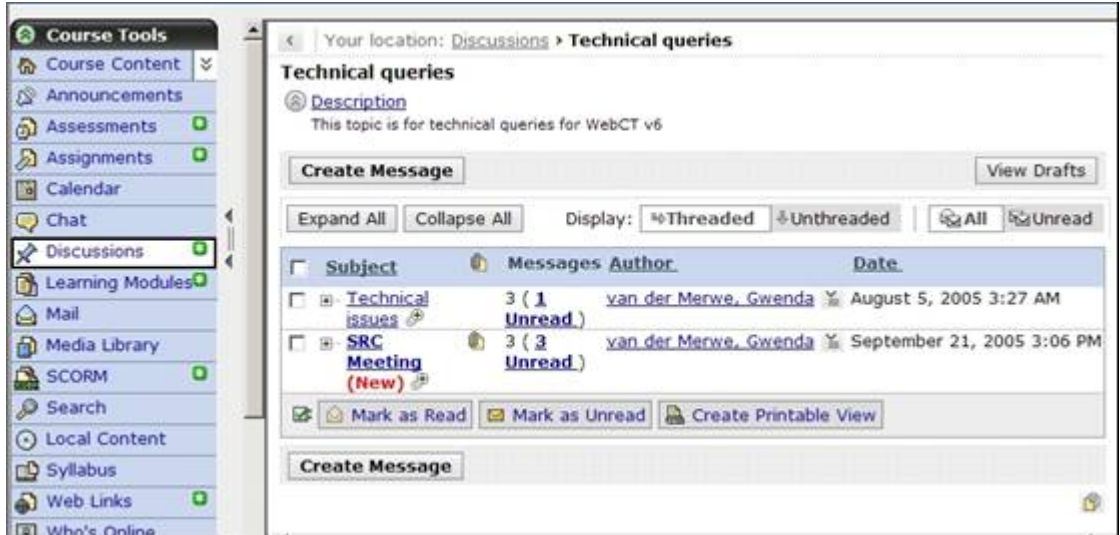 Course Tools
Course Content
Announcements
Assessments
Assignments
Calendar
Chat
Discussions
Learning Modules
Mail
Media Library
SCORM
Search
Local Content
Syllabus
Web Links
Who's Online
Your location: Discussions › Technical queries
Technical queries
Description
This topic is for technical queries for WebCT v6
Create Message View Drafts
Expand All Collapse All Display: Threaded Unthreaded All Unread
Subject Messages Author Date
Technical 3 ( 1 van der Merwe, Gwenda August 5, 2005 3:27 AM
issues Unread )
SRC 3 ( 3 van der Merwe, Gwenda September 21, 2005 3:06 PM
Meeting Unread )
(New)
Mark as Read Mark as Unread Create Printable View
Create Message